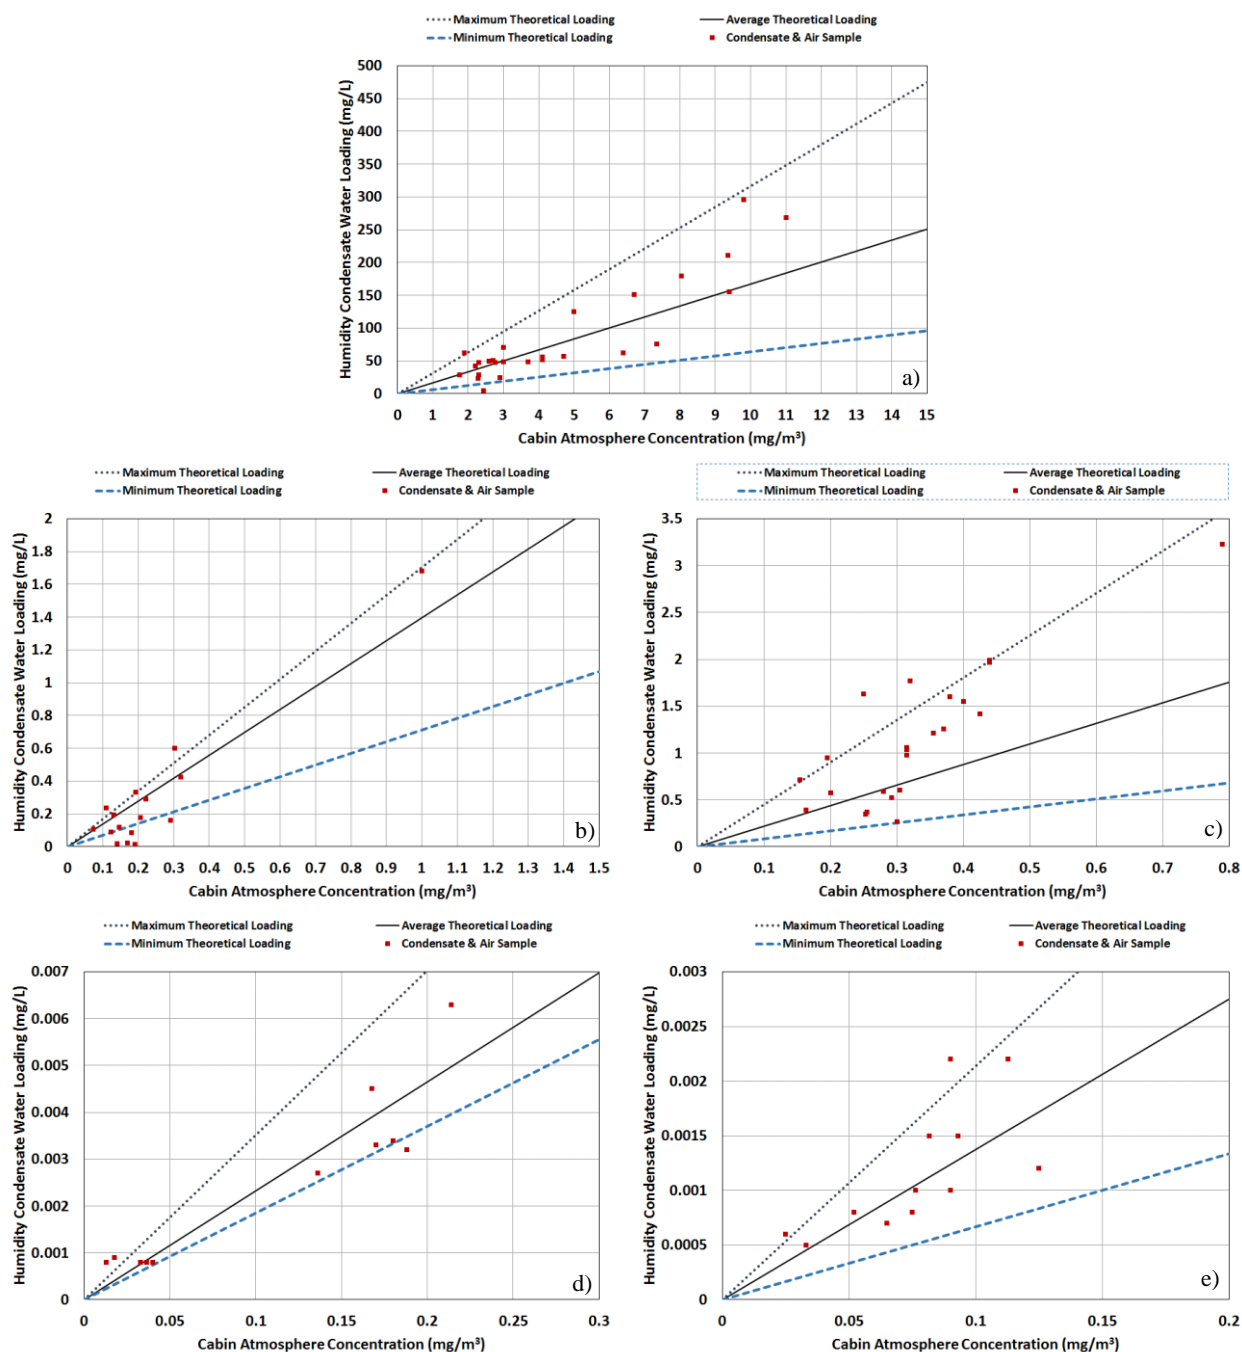 Maximum Theoretical Loading Average Theoretical Loading
Minimum Theoretical Loading Condensate & Air Sample
Humidity Condensate Water Loading (mg/L)
500
450
400
350
300
250
200
150
100
50
0
a)
0 1 2 3 4 5 6 7 8 9 10 11 12 13 14 15
Cabin Atmosphere Concentration (mg/m³)
Maximum Theoretical Loading Average Theoretical Loading
Minimum Theoretical Loading Condensate & Air Sample
Humidity Condensate Water Loading (mg/L)
2
1.8
1.6
1.4
1.2
1
0.8
0.6
0.4
0.2
0
b)
0 0.1 0.2 0.3 0.4 0.5 0.6 0.7 0.8 0.9 1 1.1 1.2 1.3 1.4 1.5
Cabin Atmosphere Concentration (mg/m³)
Maximum Theoretical Loading Average Theoretical Loading
Minimum Theoretical Loading Condensate & Air Sample
Humidity Condensate Water Loading (mg/L)
3.5
3
2.5
2
1.5
1
0.5
0
c)
0 0.1 0.2 0.3 0.4 0.5 0.6 0.7 0.8
Cabin Atmosphere Concentration (mg/m³)
Maximum Theoretical Loading Average Theoretical Loading
Minimum Theoretical Loading Condensate & Air Sample
Humidity Condensate Water Loading (mg/L)
0.007
0.006
0.005
0.004
0.003
0.002
0.001
0
d)
0 0.05 0.1 0.15 0.2 0.25 0.3
Cabin Atmosphere Concentration (mg/m³)
Maximum Theoretical Loading Average Theoretical Loading
Minimum Theoretical Loading Condensate & Air Sample
Humidity Condensate Water Loading (mg/L)
0.003
0.0025
0.002
0.0015
0.001
0.0005
0
e)
0 0.05 0.1 0.15 0.2
Cabin Atmosphere Concentration (mg/m³)